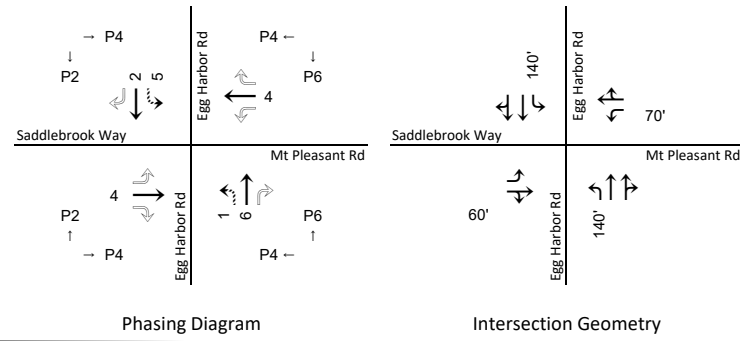 → P4
↓
P2
2
5
Egg Harbor Rd
P4 ←
↓
P6
4
Saddlebrook Way
Mt Pleasant Rd
4
P2
↑
→ P4
Egg Harbor Rd
1
6
P6
↑
P4 ←
Phasing Diagram
140'
Egg Harbor Rd
70'
Saddlebrook Way
Mt Pleasant Rd
60'
Egg Harbor Rd
140'
Intersection Geometry